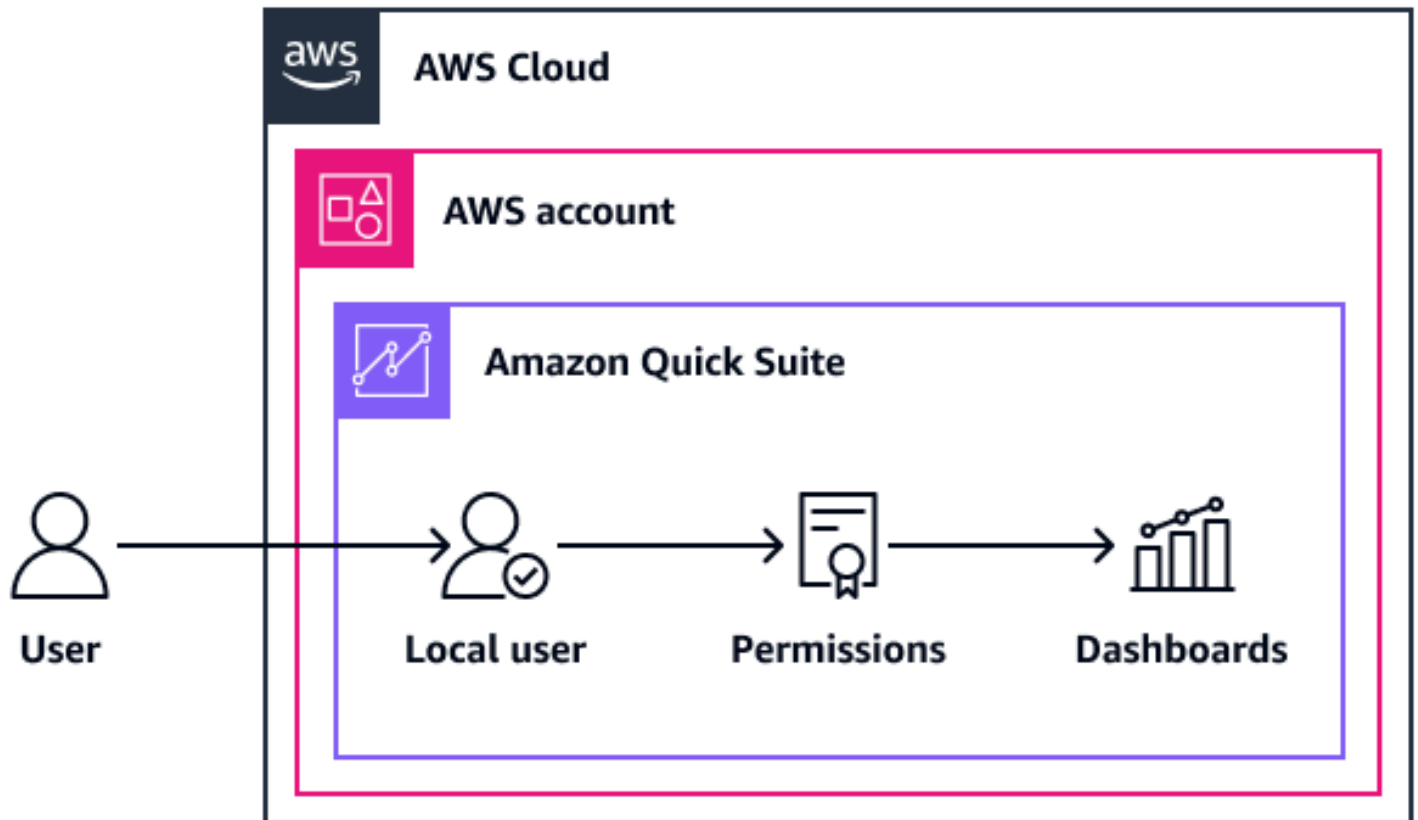 aws
AWS Cloud
AWS account
Amazon Quick Suite
User
Local user
Permissions
Dashboards